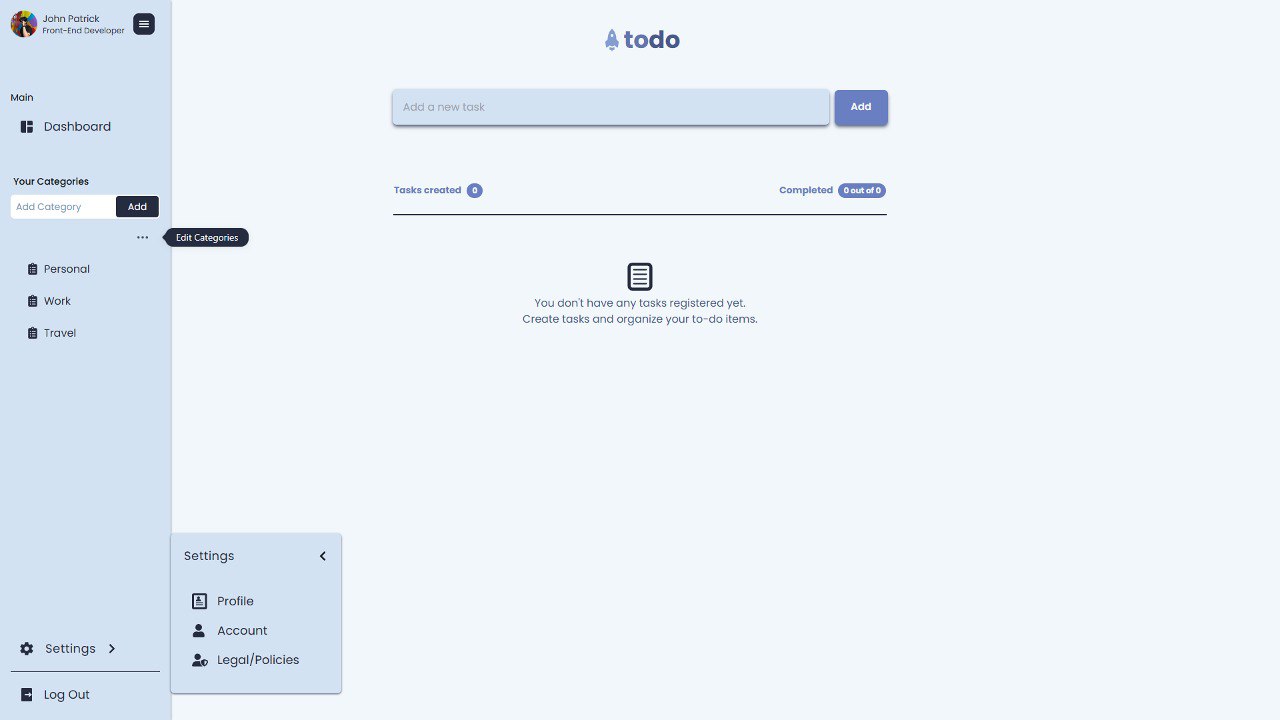 John Patrick
Front-End Developer
todo
Add a new task
Add
Main
Dashboard
Your Categories
Add Category
Add
Edit Categories
Tasks created 0
Completed 0 out of 0
Personal
Work
Travel
You don't have any tasks registered yet.
Create tasks and organize your to-do items.
Settings
Profile
Account
Legal/Policies
Settings
Log Out